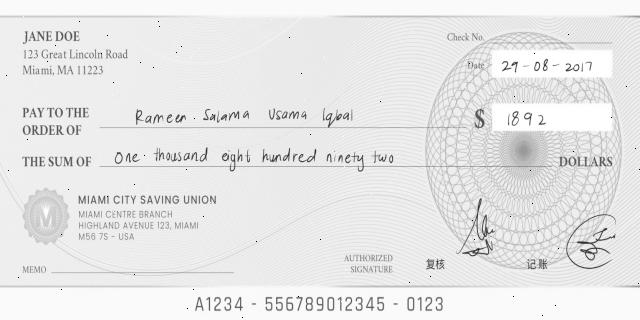 JANE DOE
123 Great Lincoln Road
Miami, MA 11223
Check No.
Date 29-08-2017
PAY TO THE
ORDER OF Rameen Salama Usama Iqbal
$ 1892
THE SUM OF One thousand eight hundred ninety two DOLLARS
M
MIAMI CITY SAVING UNION
MIAMI CENTRE BRANCH
HIGHLAND AVENUE 123, MIAMI
M56 7S - USA
MEMO
AUTHORIZED
SIGNATURE
复核 记账
A1234 - 556789012345 - 0123